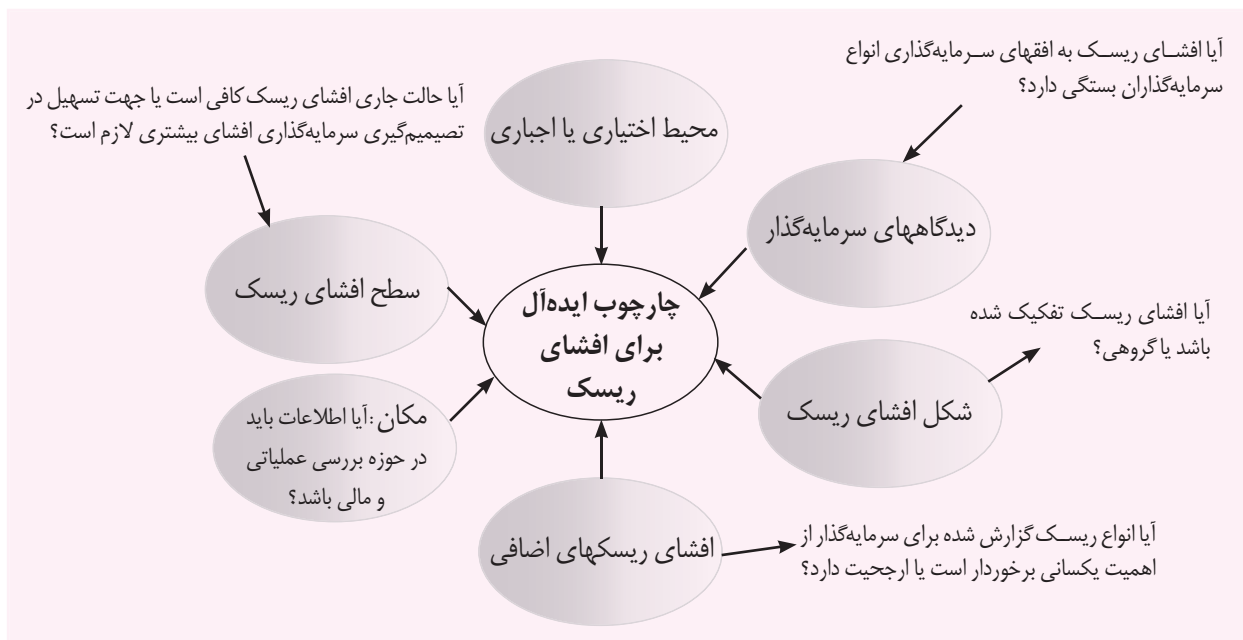 آیا افشای ریسک به افقهای سرمایه‌گذاری انواع
سرمایه‌گذاران بستگی دارد؟
آیا حالت جاری افشای ریسک کافی است یا جهت تسهیل در
تصیمیم‌گیری سرمایه‌گذاری افشای بیشتری لازم است؟
محیط اختیاری یا اجباری
دیدگاههای سرمایه‌گذار
سطح افشای ریسک
چارچوب ایده‌آل
برای افشای
ریسک
آیا افشای ریسک تفکیک شده
باشد یا گروهی؟
شکل افشای ریسک
مکان: آیا اطلاعات باید
در حوزه بررسی عملیاتی
و مالی باشد؟
افشای ریسکهای اضافی
آیا انواع ریسک گزارش شده برای سرمایه‌گذار از
اهمیت یکسانی برخوردار است یا ارجحیت دارد؟